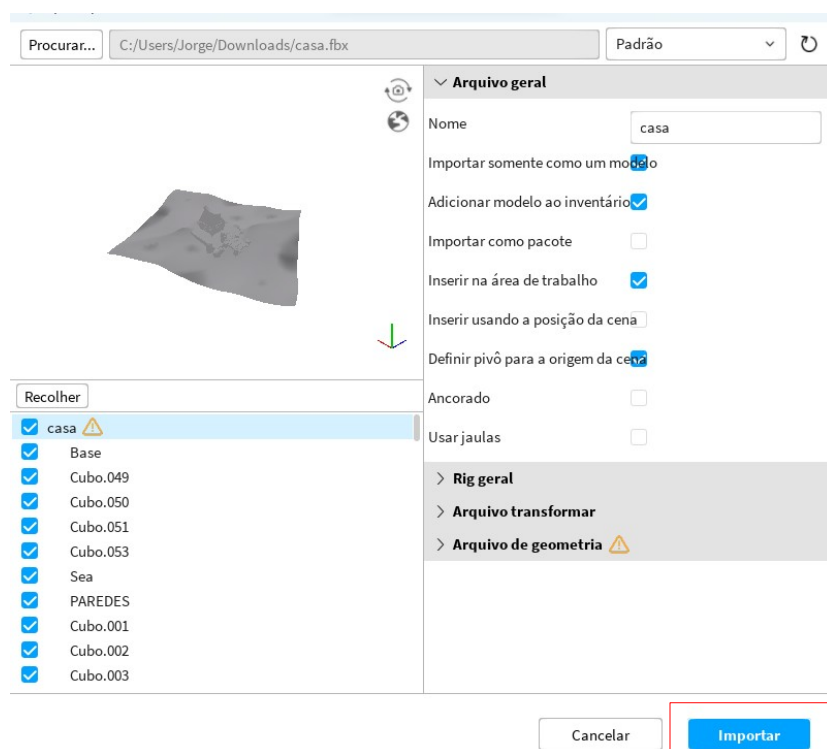 Procurar...
C:/Users/Jorge/Downloads/casa.fbx
Padrão
Arquivo geral
Nome
casa
Importar somente como um modelo
Adicionar modelo ao inventário
Importar como pacote
Inserir na área de trabalho
Inserir usando a posição da cena
Definir pivô para a origem da cena
Ancorado
Usar jaulas
Rig geral
Arquivo transformar
Arquivo de geometria
Recolher
casa
Base
Cubo.049
Cubo.050
Cubo.051
Cubo.053
Sea
PAREDES
Cubo.001
Cubo.002
Cubo.003
Cancelar
Importar